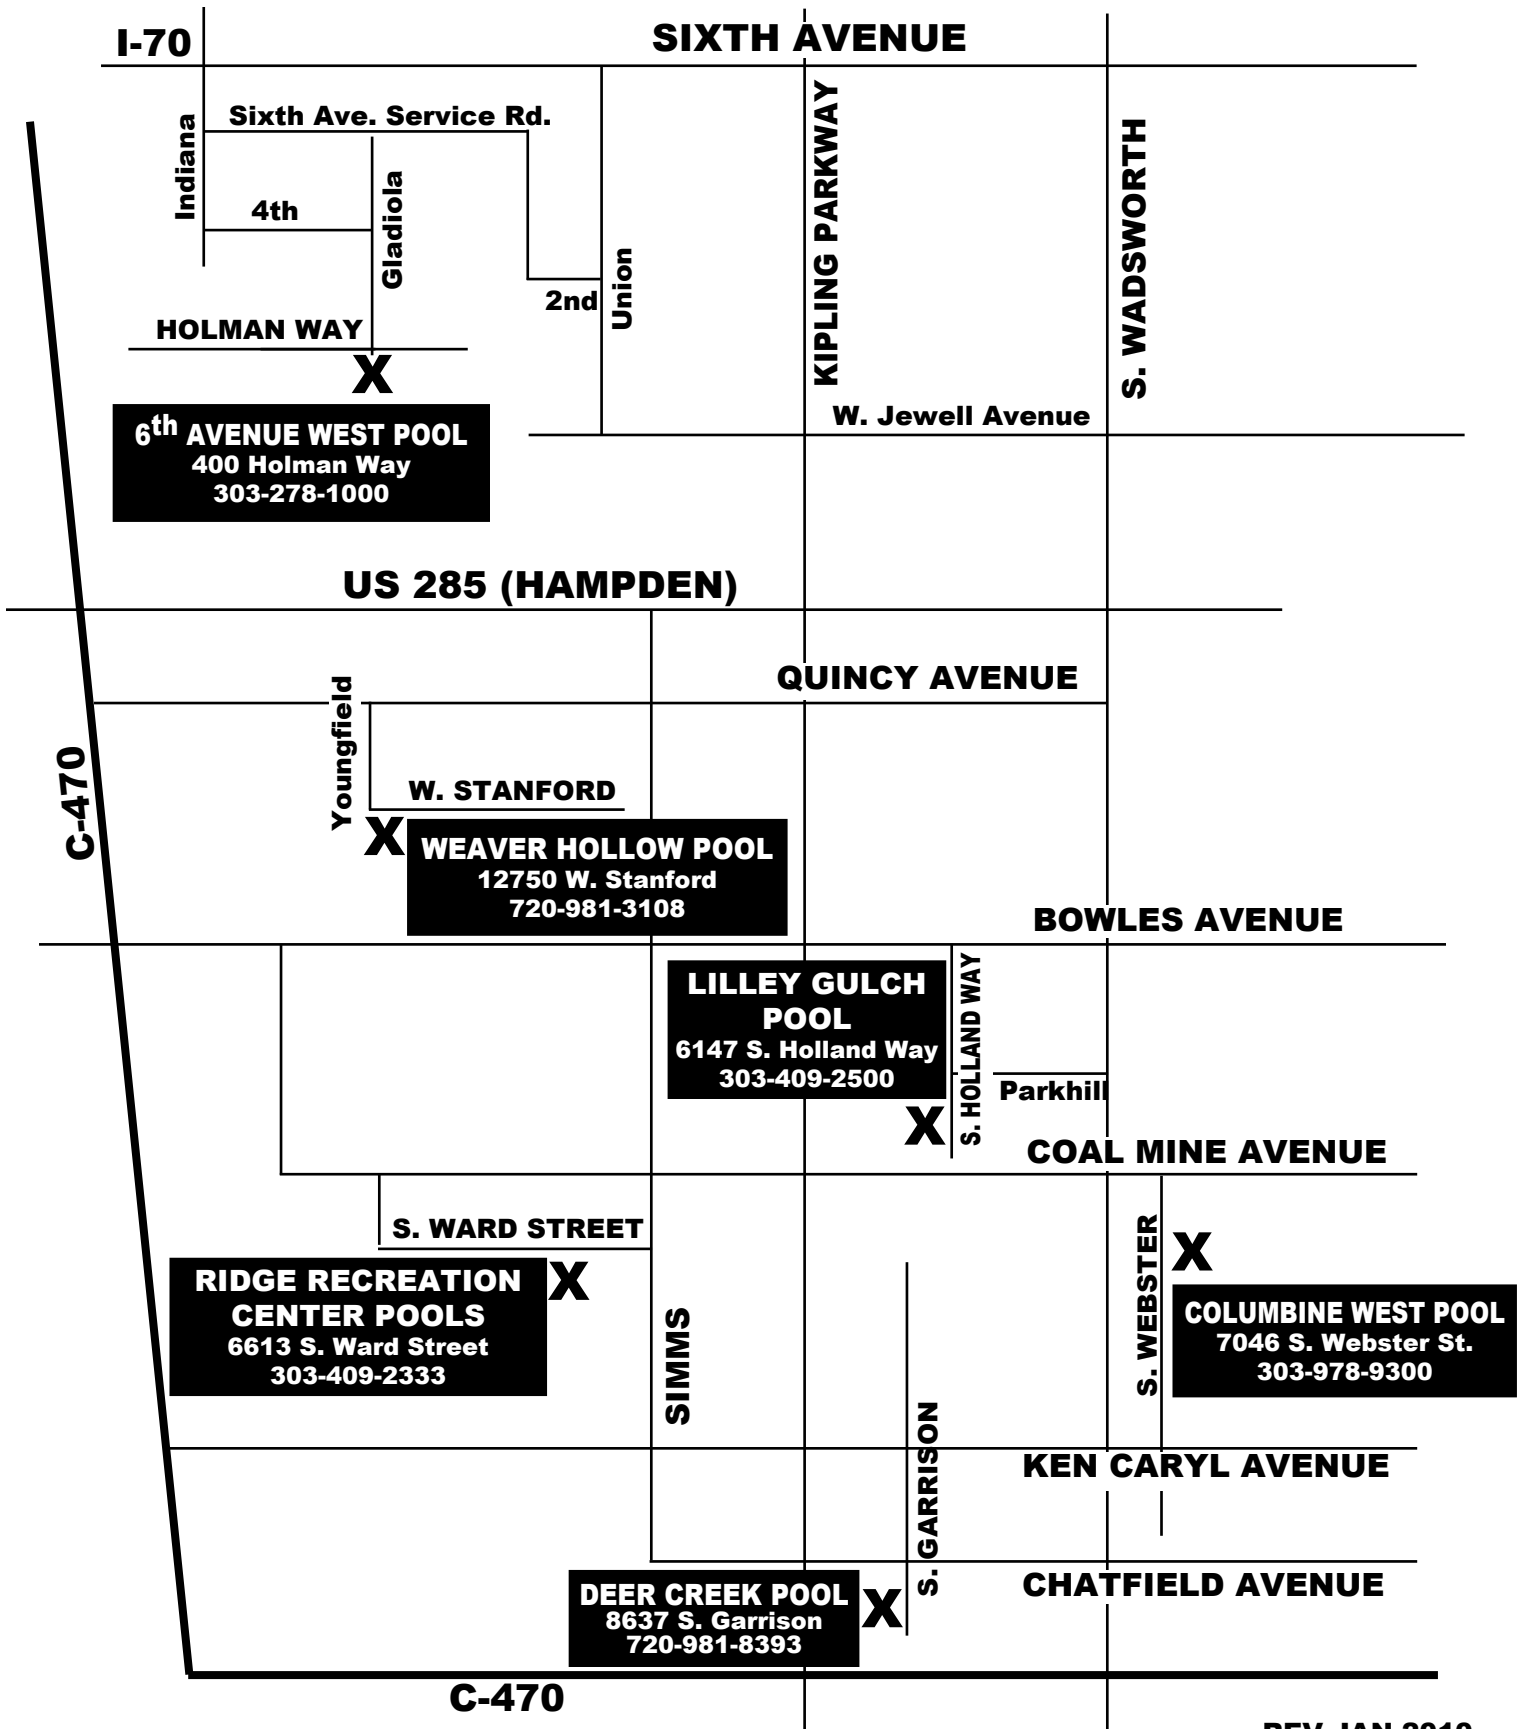 I-70
SIXTH AVENUE
Indiana
Sixth Ave. Service Rd.
4th
Gladiola
2nd
Union
KIPLING PARKWAY
S. WADSWORTH
HOLMAN WAY
X
6th AVENUE WEST POOL
400 Holman Way
303-278-1000
W. Jewell Avenue
US 285 (HAMPDEN)
QUINCY AVENUE
Youngfield
W. STANFORD
C-470
X
WEAVER HOLLOW POOL
12750 W. Stanford
720-981-3108
BOWLES AVENUE
LILLEY GULCH
POOL
6147 S. Holland Way
303-409-2500
X
S. HOLLAND WAY
Parkhill
COAL MINE AVENUE
S. WARD STREET
X
RIDGE RECREATION
CENTER POOLS
6613 S. Ward Street
303-409-2333
SIMMS
S. WEBSTER
X
COLUMBINE WEST POOL
7046 S. Webster St.
303-978-9300
S. GARRISON
KEN CARYL AVENUE
CHATFIELD AVENUE
DEER CREEK POOL
8637 S. Garrison
720-981-8393
X
C-470
REV JAN